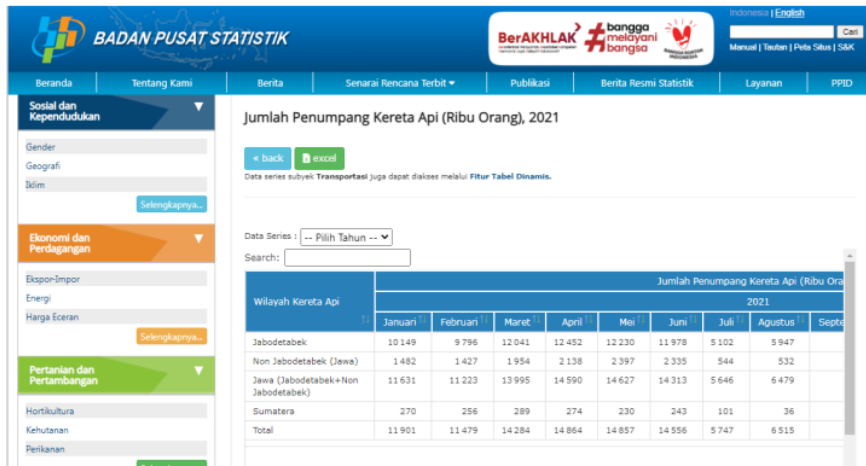 Indonesia | English
BADAN PUSAT STATISTIK
BerAKHLAK
#bangga
melayani
bangsa
Cari
Manual | Tautan | Peta Situs | S&K
Beranda Tentang Kami Berita Senarai Rencana Terbit Publikasi Berita Resmi Statistik Layanan PPID
Sosial dan
Kependudukan
Gender
Geografi
Iklim
Selengkapnya...
Ekonomi dan
Perdagangan
Ekspor-Impor
Energi
Harga Eceran
Selengkapnya...
Pertanian dan
Pertambangan
Hortikultura
Kehutanan
Perikanan
Jumlah Penumpang Kereta Api (Ribu Orang), 2021
« back excel
Data series subyek Transportasi juga dapat diakses melalui Fitur Tabel Dinamis.
Data Series : -- Pilih Tahun --
Search:
Jumlah Penumpang Kereta Api (Ribu Ora
Wilayah Kereta Api
2021
Januari Februari Maret April Mei Juni Juli Agustus Septe
Jabodetabek 10 149 9 796 12 041 12 452 12 230 11 978 5 102 5 947
Non Jabodetabek (Jawa) 1 482 1 427 1 954 2 138 2 397 2 335 544 532
Jawa (Jabodetabek+Non
Jabodetabek) 11 631 11 223 13 995 14 590 14 627 14 313 5 646 6 479
Sumatera 270 256 289 274 230 243 101 36
Total 11 901 11 479 14 284 14 864 14 857 14 556 5 747 6 515